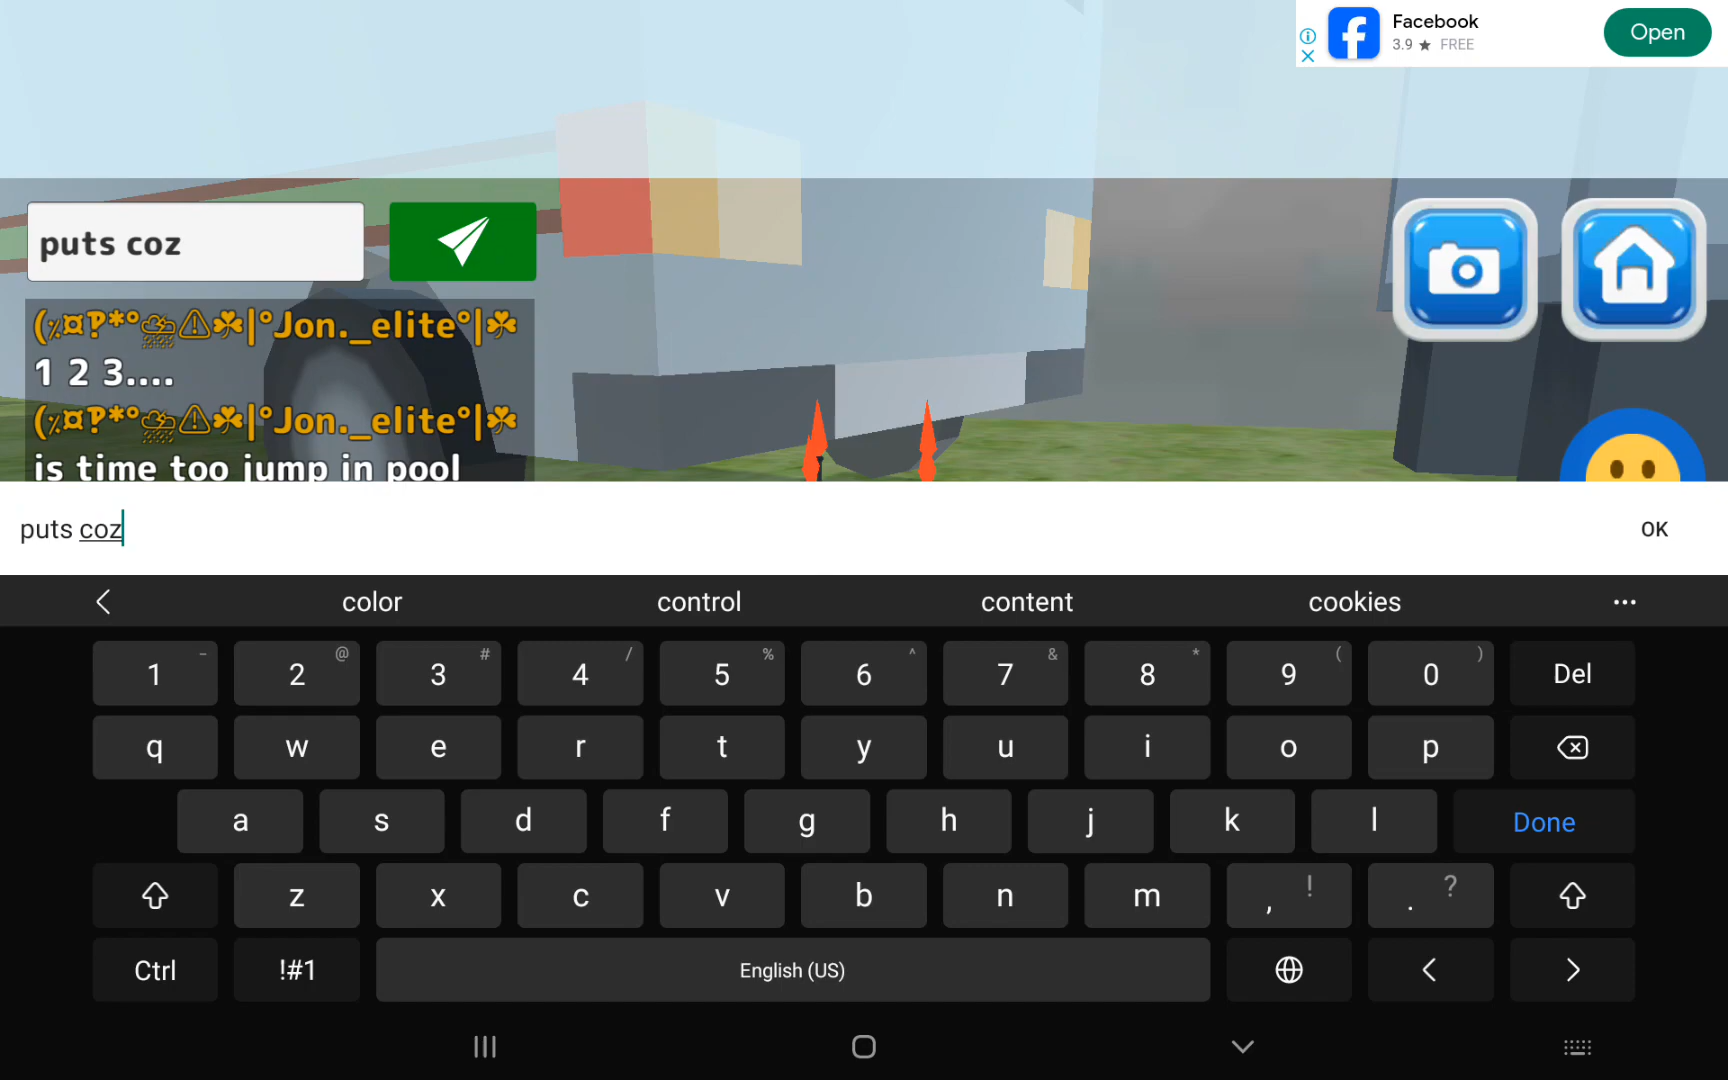 Facebook
3.9 ★ FREE
Open
puts coz
(٪¤‽*°⛈⚠☘|°Jon._elite°|☘
1 2 3....
(٪¤‽*°⛈⚠☘|°Jon._elite°|☘
is time too jump in pool
puts coz
OK
color control content cookies
1 - 2 @ 3 # 4 / 5 % 6 ^ 7 & 8 * 9 ( 0 ) Del
q w e r t y u i o p
a s d f g h j k l Done
z x c v b n m , ! . ?
Ctrl !#1 English (US) < >